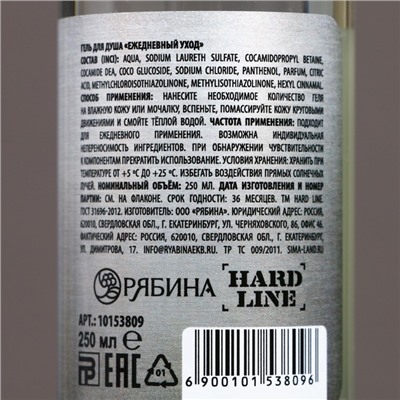 ГЕЛЬ ДЛЯ ДУША «ЕЖЕДНЕВНЫЙ УХОД»
СОСТАВ (INCI): AQUA, SODIUM LAURETH SULFATE, COCAMIDOPROPYL BETAINE,
COCAMIDE DEA, COCO GLUCOSIDE, SODIUM CHLORIDE, PANTHENOL, PARFUM, CITRIC
ACID, METHYLCHLOROISOTHIAZOLINONE, METHYLISOTHIAZOLINONE, HEXYL CINNAMAL.
СПОСОБ ПРИМЕНЕНИЯ: НАНЕСИТЕ НЕОБХОДИМОЕ КОЛИЧЕСТВО ГЕЛЯ
НА ВЛАЖНУЮ КОЖУ ИЛИ МОЧАЛКУ, ВСПЕНЬТЕ, ПОМАССИРУЙТЕ КОЖУ КРУГОВЫМИ
ДВИЖЕНИЯМИ И СМОЙТЕ ТЁПЛОЙ ВОДОЙ. ЧАСТОТА ПРИМЕНЕНИЯ: ПОДХОДИТ
ДЛЯ ЕЖЕДНЕВНОГО ПРИМЕНЕНИЯ. ВОЗМОЖНА ИНДИВИДУАЛЬНАЯ
НЕПЕРЕНОСИМОСТЬ ИНГРЕДИЕНТОВ. ПРИ ОБНАРУЖЕНИИ ЧУВСТВИТЕЛЬНОСТИ
К КОМПОНЕНТАМ ПРЕКРАТИТЬ ИСПОЛЬЗОВАНИЕ. УСЛОВИЯ ХРАНЕНИЯ: ХРАНИТЬ ПРИ
ТЕМПЕРАТУРЕ ОТ +5 °С ДО +25 °С. ИЗБЕГАТЬ ВОЗДЕЙСТВИЯ ПРЯМЫХ СОЛНЕЧНЫХ
ЛУЧЕЙ. НОМИНАЛЬНЫЙ ОБЪЁМ: 250 МЛ. ДАТА ИЗГОТОВЛЕНИЯ И НОМЕР
ПАРТИИ: СМ. НА ФЛАКОНЕ. СРОК ГОДНОСТИ: 36 МЕСЯЦЕВ. ТМ HARD LINE
ГОСТ 31696-2012. ИЗГОТОВИТЕЛЬ: ООО «РЯБИНА». ЮРИДИЧЕСКИЙ АДРЕС: РОССИЯ,
620010, СВЕРДЛОВСКАЯ ОБЛ., Г. ЕКАТЕРИНБУРГ, УЛ. ЧЕРНЯХОВСКОГО, 86, ОФИС 46.
ФАКТИЧЕСКИЙ АДРЕС: РОССИЯ, 620010, СВЕРДЛОВСКАЯ ОБЛ., Г. ЕКАТЕРИНБУРГ,
УЛ. ДИМИТРОВА, 17. INFO@RYABINAEKB.RU ТР ТС 009/2011. SIMA-LAND.RU
РЯБИНА
HARD
LINE
АРТ.: 10153809
250 МЛ e
EAC
01
6 900101 538096